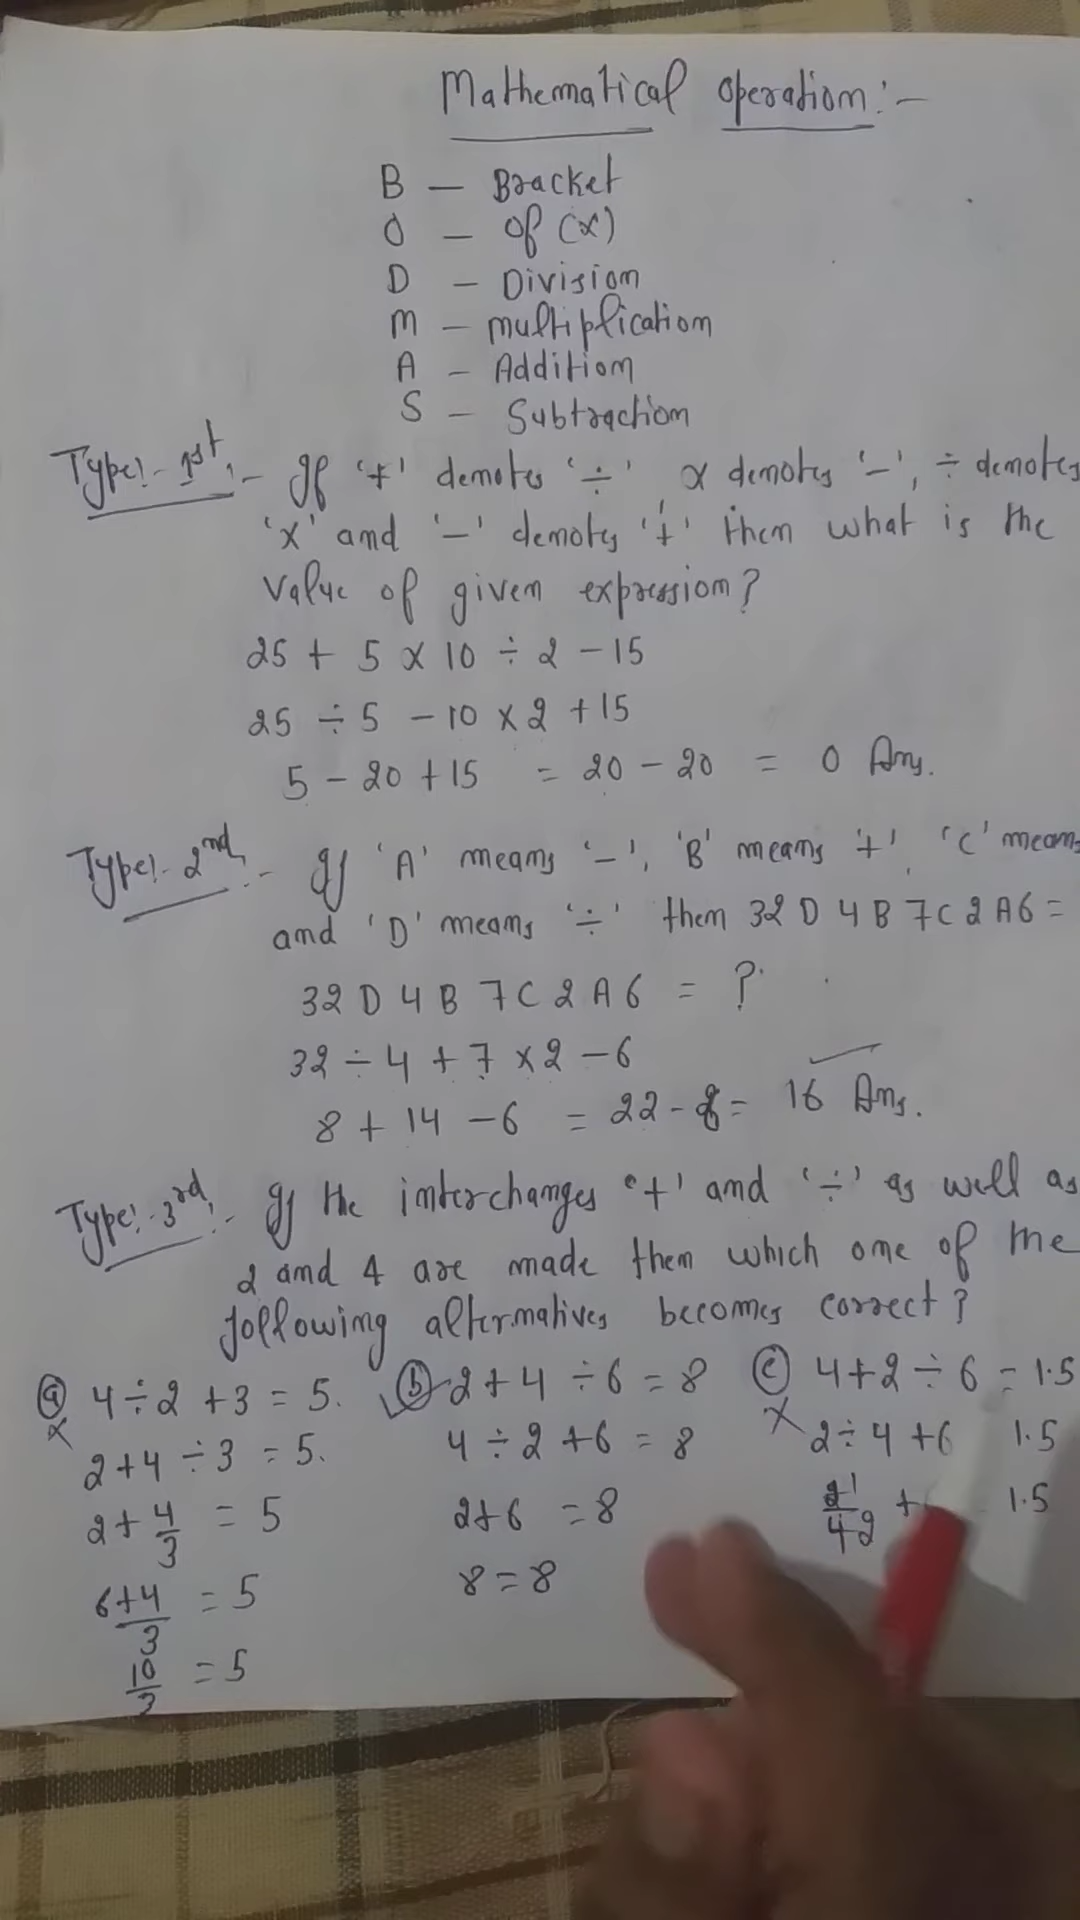 Mathematical operation:-
B - Bracket
O - of (x)
D - Division
M - multiplication
A - Addition
S - Subtraction
Type:- 1st :- If '+' denotes '÷' x denotes '-', ÷ denotes
'x' and '-' denotes '+' then what is the
value of given expression?
25 + 5 x 10 ÷ 2 - 15
25 ÷ 5 - 10 x 2 + 15
5 - 20 + 15 = 20 - 20 = 0 Ans.
Type:- 2nd :- If 'A' means '-', 'B' means '+' 'C' means
and 'D' means '÷' then 32 D 4 B 7 C 2 A 6 =
32 D 4 B 7 C 2 A 6 = ?
32 ÷ 4 + 7 x 2 - 6
8 + 14 - 6 = 22 - 6 = 16 Ans.
Type:- 3rd :- If the interchanges '+' and '÷' as well as
2 and 4 are made then which one of the
following alternatives becomes correct?
(a) 4 ÷ 2 + 3 = 5. (b) 2 + 4 ÷ 6 = 8 (c) 4 + 2 ÷ 6 = 1.5
x 2 + 4 ÷ 3 = 5. 4 ÷ 2 + 6 = 8 x 2 ÷ 4 + 6 1.5
2 + 4/3 = 5 2 + 6 = 8 2 1/4 2 + 1.5
6+4/3 = 5 8 = 8
10/3 = 5